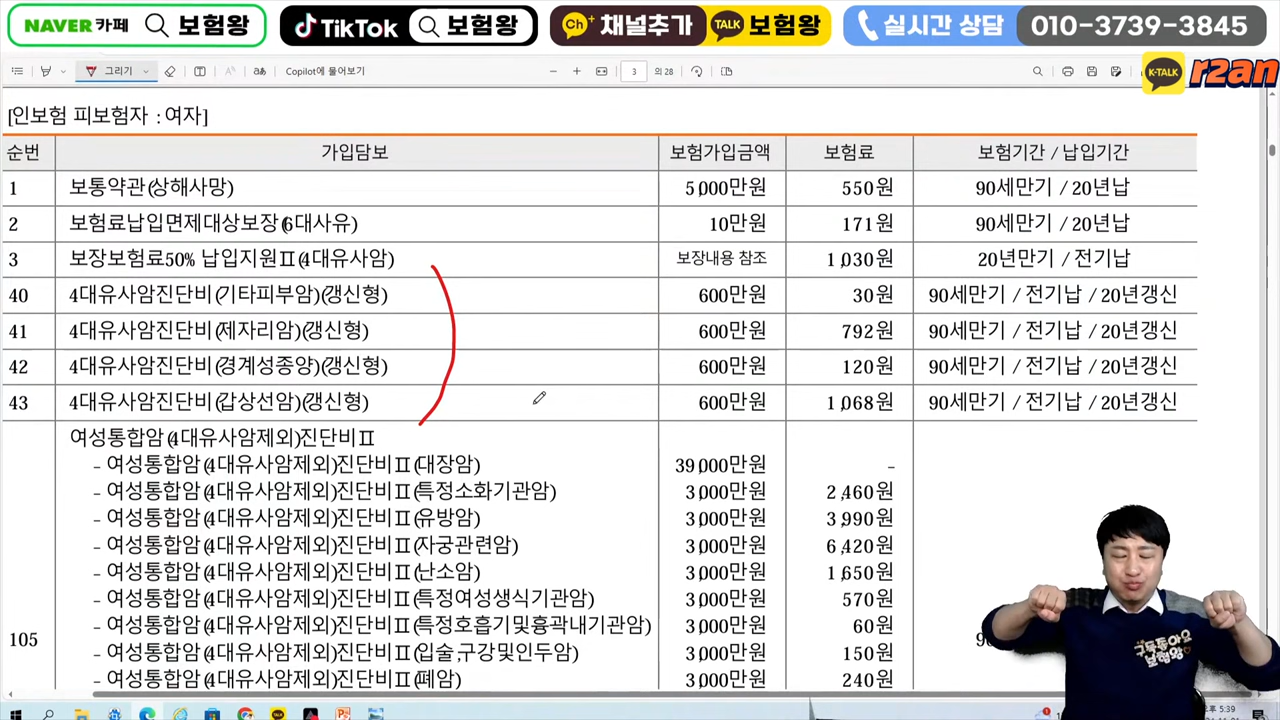 NAVER 카페 보험왕 TikTok 보험왕 Ch+ 채널추가 TALK 보험왕 실시간 상담 010-3739-3845
그리기 Copilot에 물어보기 3 의 28 K-TALK r2an
[인보험 피보험자 : 여자]
순번 가입담보 보험가입금액 보험료 보험기간 / 납입기간
1 보통약관(상해사망) 5,000만원 550원 90세만기 / 20년납
2 보험료납입면제대상보장(6대사유) 10만원 171원 90세만기 / 20년납
3 보장보험료50% 납입지원Ⅱ(4대유사암) 보장내용 참조 1,030원 20년만기 / 전기납
40 4대유사암진단비(기타피부암)(갱신형) 600만원 30원 90세만기 / 전기납 / 20년갱신
41 4대유사암진단비(제자리암)(갱신형) 600만원 792원 90세만기 / 전기납 / 20년갱신
42 4대유사암진단비(경계성종양)(갱신형) 600만원 120원 90세만기 / 전기납 / 20년갱신
43 4대유사암진단비(갑상선암)(갱신형) 600만원 1,068원 90세만기 / 전기납 / 20년갱신
여성통합암(4대유사암제외)진단비Ⅱ
- 여성통합암(4대유사암제외)진단비Ⅱ(대장암) 39,000만원 -
- 여성통합암(4대유사암제외)진단비Ⅱ(특정소화기관암) 3,000만원 2,460원
- 여성통합암(4대유사암제외)진단비Ⅱ(유방암) 3,000만원 3,990원
- 여성통합암(4대유사암제외)진단비Ⅱ(자궁관련암) 3,000만원 6,420원
- 여성통합암(4대유사암제외)진단비Ⅱ(난소암) 3,000만원 1,650원
- 여성통합암(4대유사암제외)진단비Ⅱ(특정여성생식기관암) 3,000만원 570원
- 여성통합암(4대유사암제외)진단비Ⅱ(특정호흡기및흉곽내기관암) 3,000만원 60원
105
- 여성통합암(4대유사암제외)진단비Ⅱ(입술,구강및인두암) 3,000만원 150원
- 여성통합암(4대유사암제외)진단비Ⅱ(폐암) 3,000만원 240원
구독좋아요
보험왕
5:39